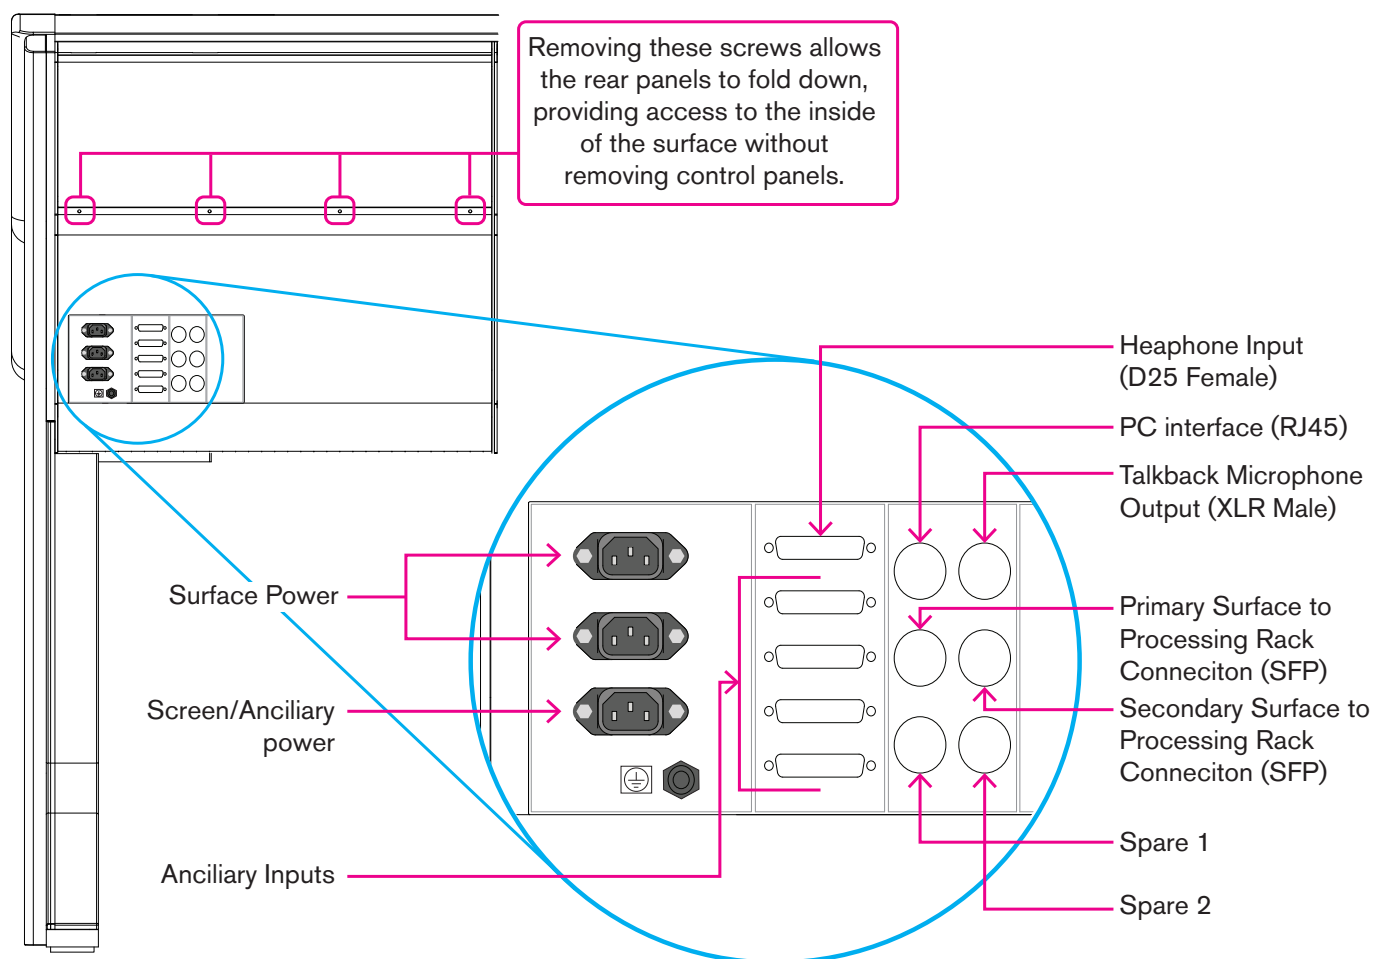 Removing these screws allows
the rear panels to fold down,
providing access to the inside
of the surface without
removing control panels.
Heaphone Input
(D25 Female)
PC interface (RJ45)
Talkback Microphone
Output (XLR Male)
Surface Power
Primary Surface to
Processing Rack
Conneciton (SFP)
Screen/Anciliary
power
Secondary Surface to
Processing Rack
Conneciton (SFP)
Spare 1
Anciliary Inputs
Spare 2